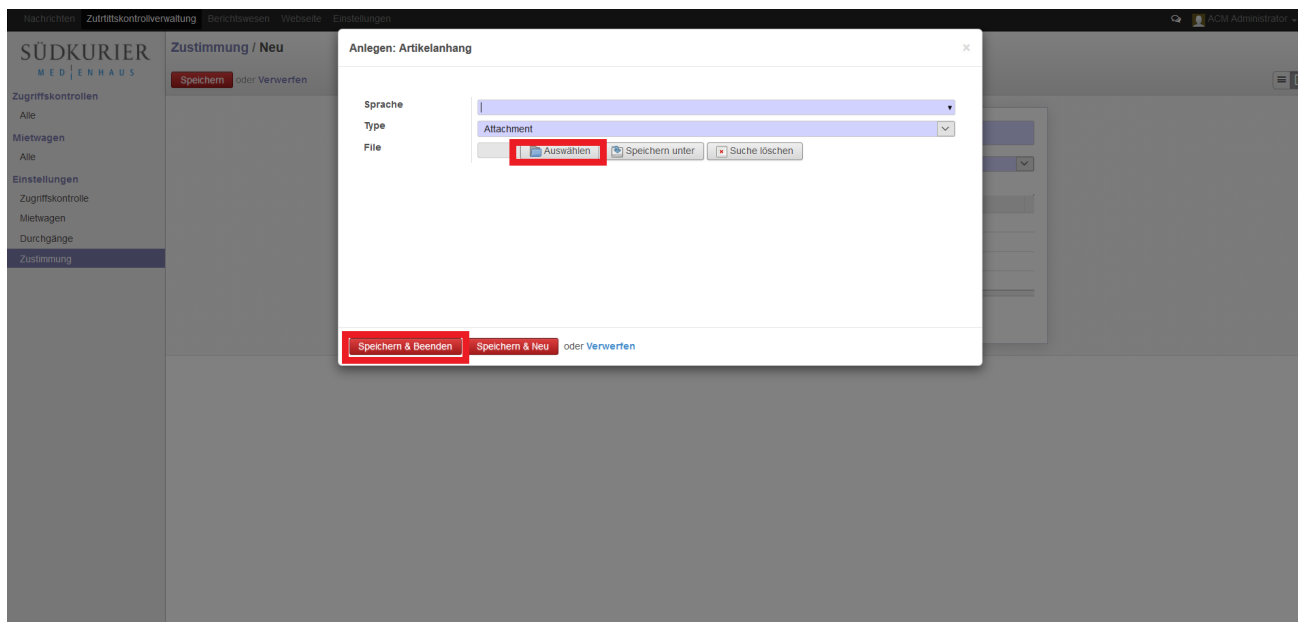 Nachrichten Zutrtittskontrollverwaltung Berichtswesen Webseite Einstellungen ACM Administrator
SÜDKURIER
MEDIENHAUS
Zustimmung / Neu
Speichern oder Verwerfen
Zugriffskontrollen
Alle
Mietwagen
Alle
Einstellungen
Zugriffskontrolle
Mietwagen
Durchgänge
Zustimmung
Anlegen: Artikelanhang ×
Sprache
Type Attachment
File Auswählen Speichern unter Suche löschen
Speichern & Beenden Speichern & Neu oder Verwerfen